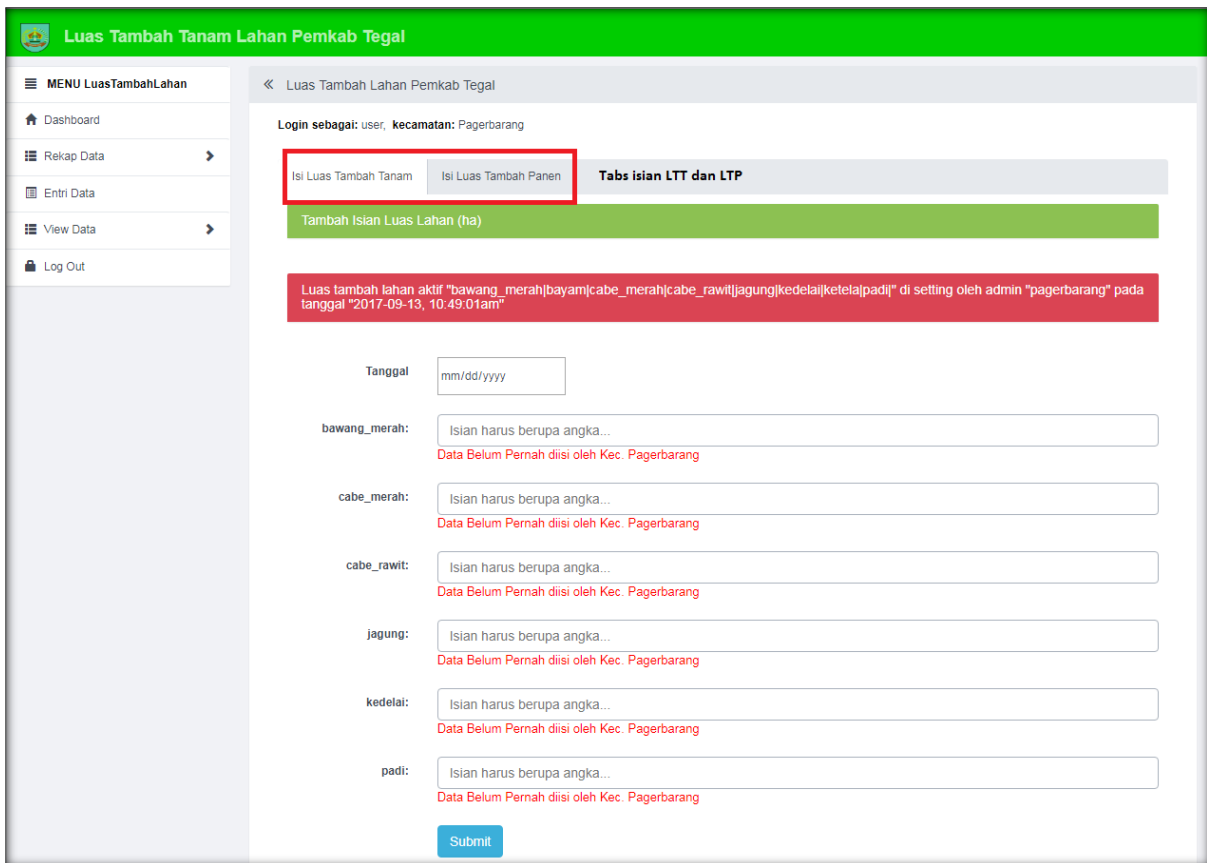 Luas Tambah Tanam Lahan Pemkab Tegal
MENU LuasTambahLahan
Dashboard
Rekap Data
Entri Data
View Data
Log Out
Luas Tambah Lahan Pemkab Tegal
Login sebagai: user, kecamatan: Pagerbarang
Isi Luas Tambah Tanam
Isi Luas Tambah Panen
Tabs isian LTT dan LTP
Tambah Isian Luas Lahan (ha)
Luas tambah lahan aktif "bawang_merah|bayam|cabe_merah|cabe_rawit|jagung|kedelai|ketela|padi|" di setting oleh admin "pagerbarang" pada
tanggal "2017-09-13, 10:49:01am"
Tanggal
mm/dd/yyyy
bawang_merah:
Isian harus berupa angka...
Data Belum Pernah diisi oleh Kec. Pagerbarang
cabe_merah:
Isian harus berupa angka...
Data Belum Pernah diisi oleh Kec. Pagerbarang
cabe_rawit:
Isian harus berupa angka...
Data Belum Pernah diisi oleh Kec. Pagerbarang
jagung:
Isian harus berupa angka...
Data Belum Pernah diisi oleh Kec. Pagerbarang
kedelai:
Isian harus berupa angka...
Data Belum Pernah diisi oleh Kec. Pagerbarang
padi:
Isian harus berupa angka...
Data Belum Pernah diisi oleh Kec. Pagerbarang
Submit